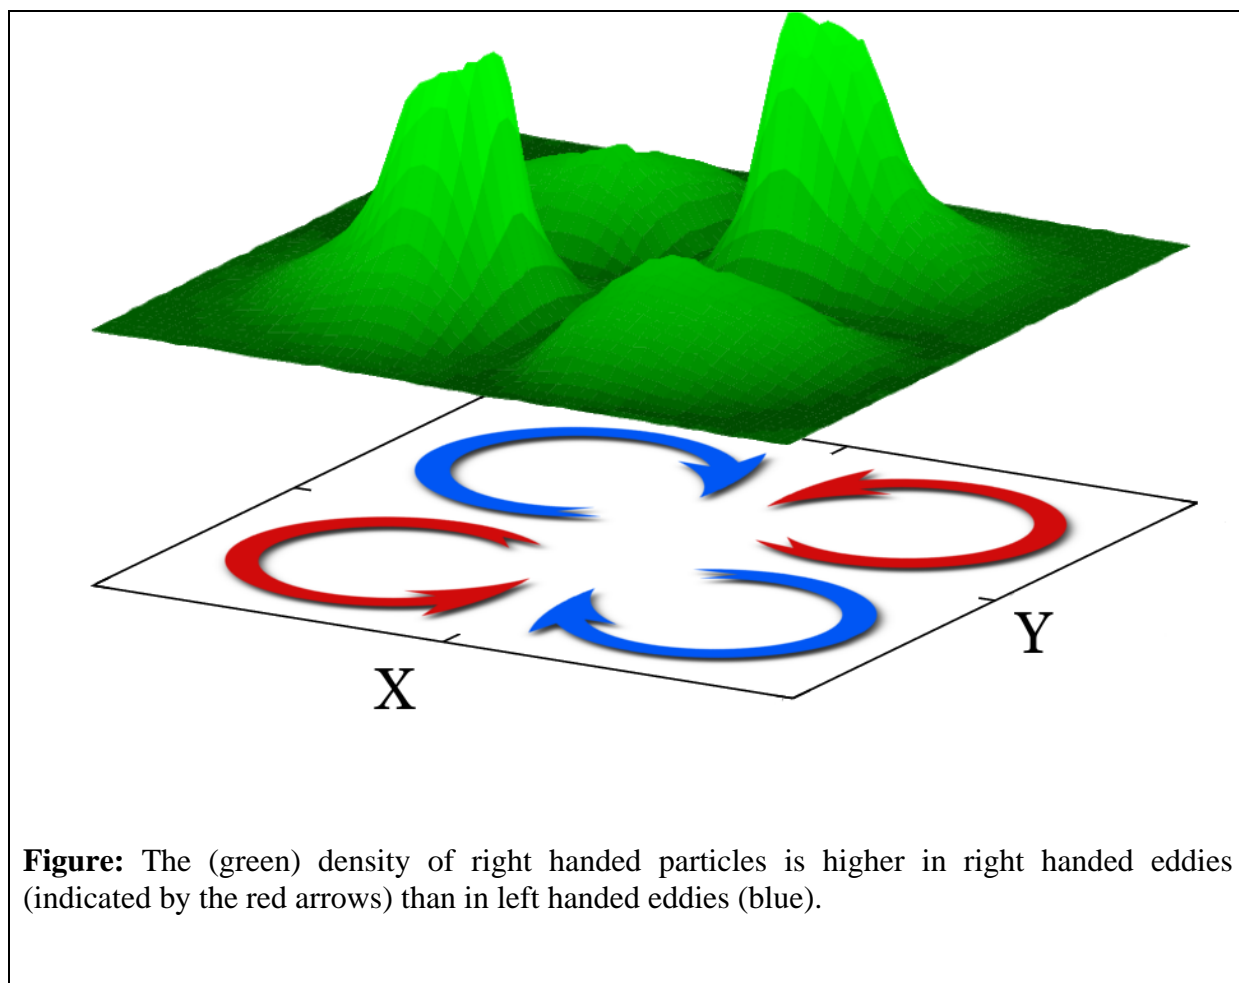 Y
X
Figure: The (green) density of right handed particles is higher in right handed eddies
(indicated by the red arrows) than in left handed eddies (blue).